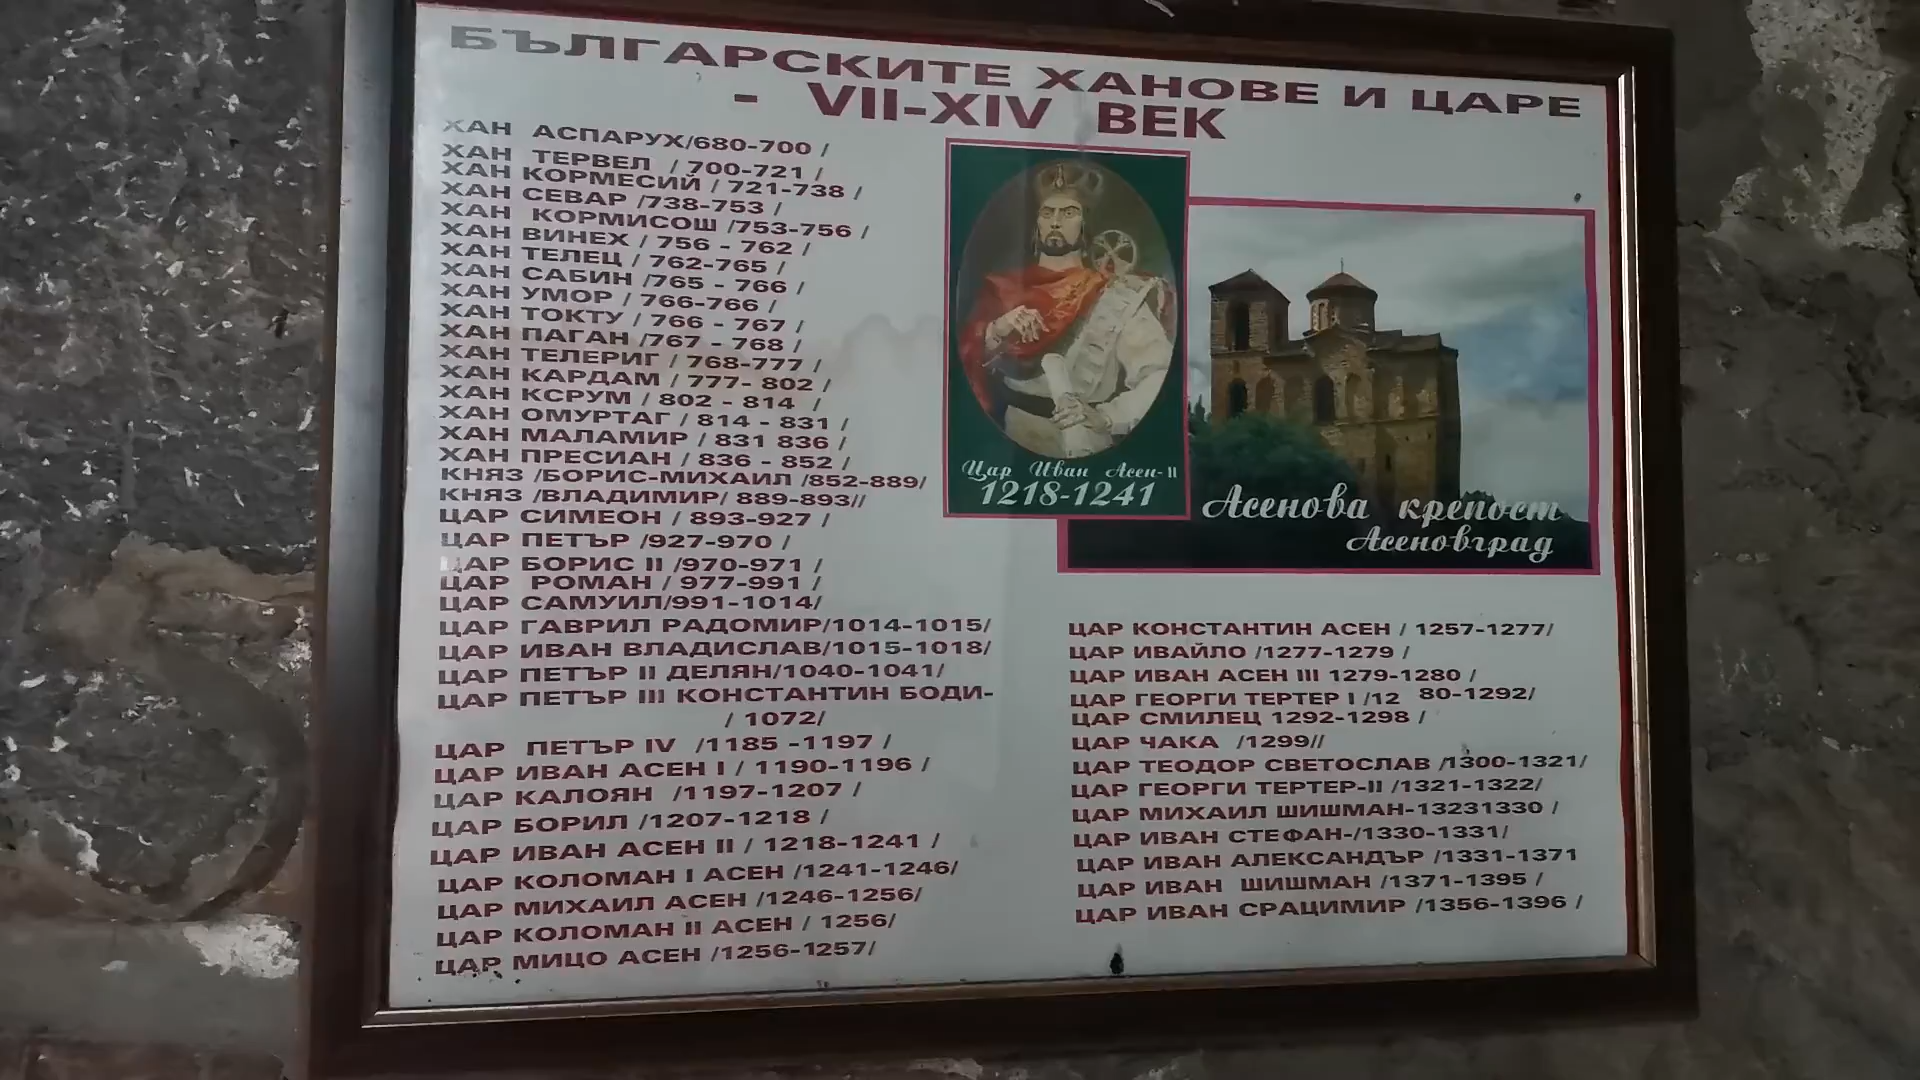 БЪЛГАРСКИТЕ ХАНОВЕ И ЦАРЕ
- VII-XIV ВЕК
ХАН АСПАРУХ/680-700 /
ХАН ТЕРВЕЛ / 700-721 /
ХАН КОРМЕСИЙ / 721-738 /
ХАН СЕВАР /738-753 /
ХАН КОРМИСОШ /753-756 /
ХАН ВИНЕХ / 756 - 762 /
ХАН ТЕЛЕЦ / 762-765 /
ХАН САБИН /765 - 766 /
ХАН УМОР / 766-766 /
ХАН ТОКТУ / 766 - 767 /
ХАН ПАГАН /767 - 768 /
ХАН ТЕЛЕРИГ / 768-777 /
ХАН КАРДАМ / 777- 802 /
ХАН КСРУМ / 802 - 814 /
ХАН ОМУРТАГ / 814 - 831 /
ХАН МАЛАМИР / 831 836 /
ХАН ПРЕСИАН / 836 - 852 /
КНЯЗ /БОРИС-МИХАИЛ /852-889/
КНЯЗ /ВЛАДИМИР/ 889-893//
ЦАР СИМЕОН / 893-927 /
ЦАР ПЕТЪР /927-970 /
ЦАР БОРИС II /970-971 /
ЦАР РОМАН / 977-991 /
ЦАР САМУИЛ/991-1014/
ЦАР ГАВРИЛ РАДОМИР/1014-1015/
ЦАР ИВАН ВЛАДИСЛАВ/1015-1018/
ЦАР ПЕТЪР II ДЕЛЯН/1040-1041/
ЦАР ПЕТЪР III КОНСТАНТИН БОДИ-
/ 1072/
ЦАР ПЕТЪР IV /1185 -1197 /
ЦАР ИВАН АСЕН I / 1190-1196 /
ЦАР КАЛОЯН /1197-1207 /
ЦАР БОРИЛ /1207-1218 /
ЦАР ИВАН АСЕН II / 1218-1241 /
ЦАР КОЛОМАН I АСЕН /1241-1246/
ЦАР МИХАИЛ АСЕН /1246-1256/
ЦАР КОЛОМАН II АСЕН / 1256/
ЦАР МИЦО АСЕН /1256-1257/
Цар Иван Асен-II
1218-1241
Асенова крепост
Асеновград
ЦАР КОНСТАНТИН АСЕН / 1257-1277/
ЦАР ИВАЙЛО /1277-1279 /
ЦАР ИВАН АСЕН III 1279-1280 /
ЦАР ГЕОРГИ ТЕРТЕР I /12 80-1292/
ЦАР СМИЛЕЦ 1292-1298 /
ЦАР ЧАКА /1299//
ЦАР ТЕОДОР СВЕТОСЛАВ /1300-1321/
ЦАР ГЕОРГИ ТЕРТЕР-II /1321-1322/
ЦАР МИХАИЛ ШИШМАН-13231330 /
ЦАР ИВАН СТЕФАН-/1330-1331/
ЦАР ИВАН АЛЕКСАНДЪР /1331-1371
ЦАР ИВАН ШИШМАН /1371-1395 /
ЦАР ИВАН СРАЦИМИР /1356-1396 /